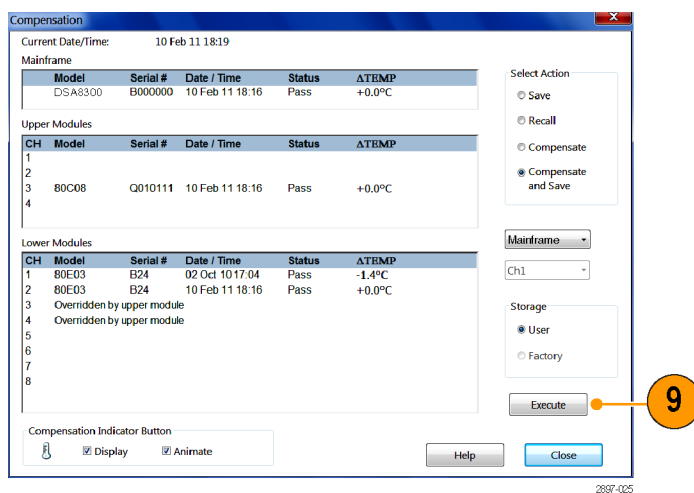 Compensation
Current Date/Time: 10 Feb 11 18:19
Mainframe
Model Serial # Date / Time Status ΔTEMP
DSA8300 B000000 10 Feb 11 18:16 Pass +0.0ºC
Upper Modules
CH Model Serial # Date / Time Status ΔTEMP
1
2
3 80C08 Q010111 10 Feb 11 18:16 Pass +0.0ºC
4
Lower Modules
CH Model Serial # Date / Time Status ΔTEMP
1 80E03 B24 02 Oct 10 17:04 Pass -1.4ºC
2 80E03 B24 10 Feb 11 18:16 Pass +0.0ºC
3 Overridden by upper module
4 Overridden by upper module
5
6
7
8
Select Action
Save
Recall
Compensate
Compensate
and Save
Mainframe
Ch1
Storage
User
Factory
Execute
9
Compensation Indicator Button
Display Animate
Help Close
2897-025